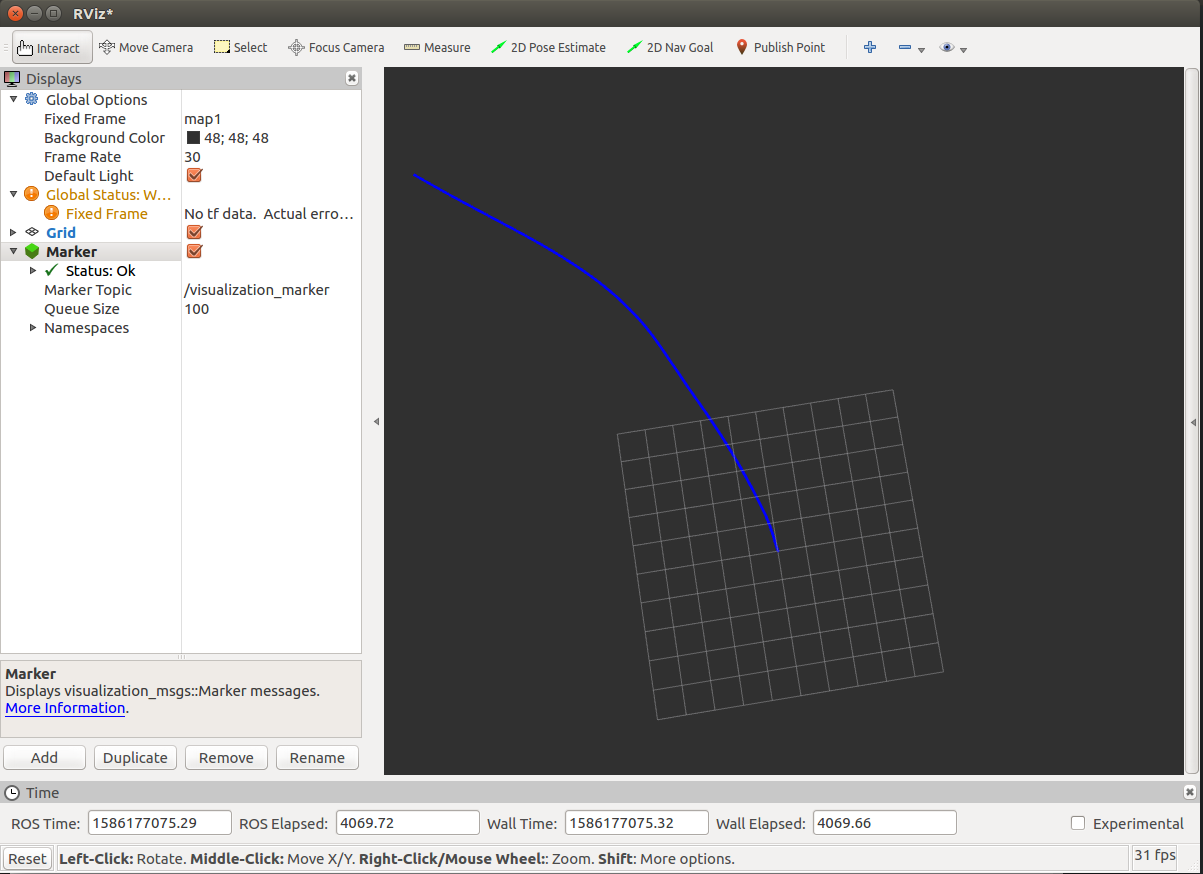 RViz*
Interact Move Camera Select Focus Camera Measure 2D Pose Estimate 2D Nav Goal Publish Point
Displays
Global Options
Fixed Frame map1
Background Color 48; 48; 48
Frame Rate 30
Default Light
Global Status: W...
Fixed Frame No tf data. Actual erro...
Grid
Marker
Status: Ok
Marker Topic /visualization_marker
Queue Size 100
Namespaces
Marker
Displays visualization_msgs::Marker messages.
More Information.
Add Duplicate Remove Rename
Time
ROS Time: 1586177075.29 ROS Elapsed: 4069.72 Wall Time: 1586177075.32 Wall Elapsed: 4069.66 Experimental
Reset Left-Click: Rotate. Middle-Click: Move X/Y. Right-Click/Mouse Wheel:: Zoom. Shift: More options. 31 fps